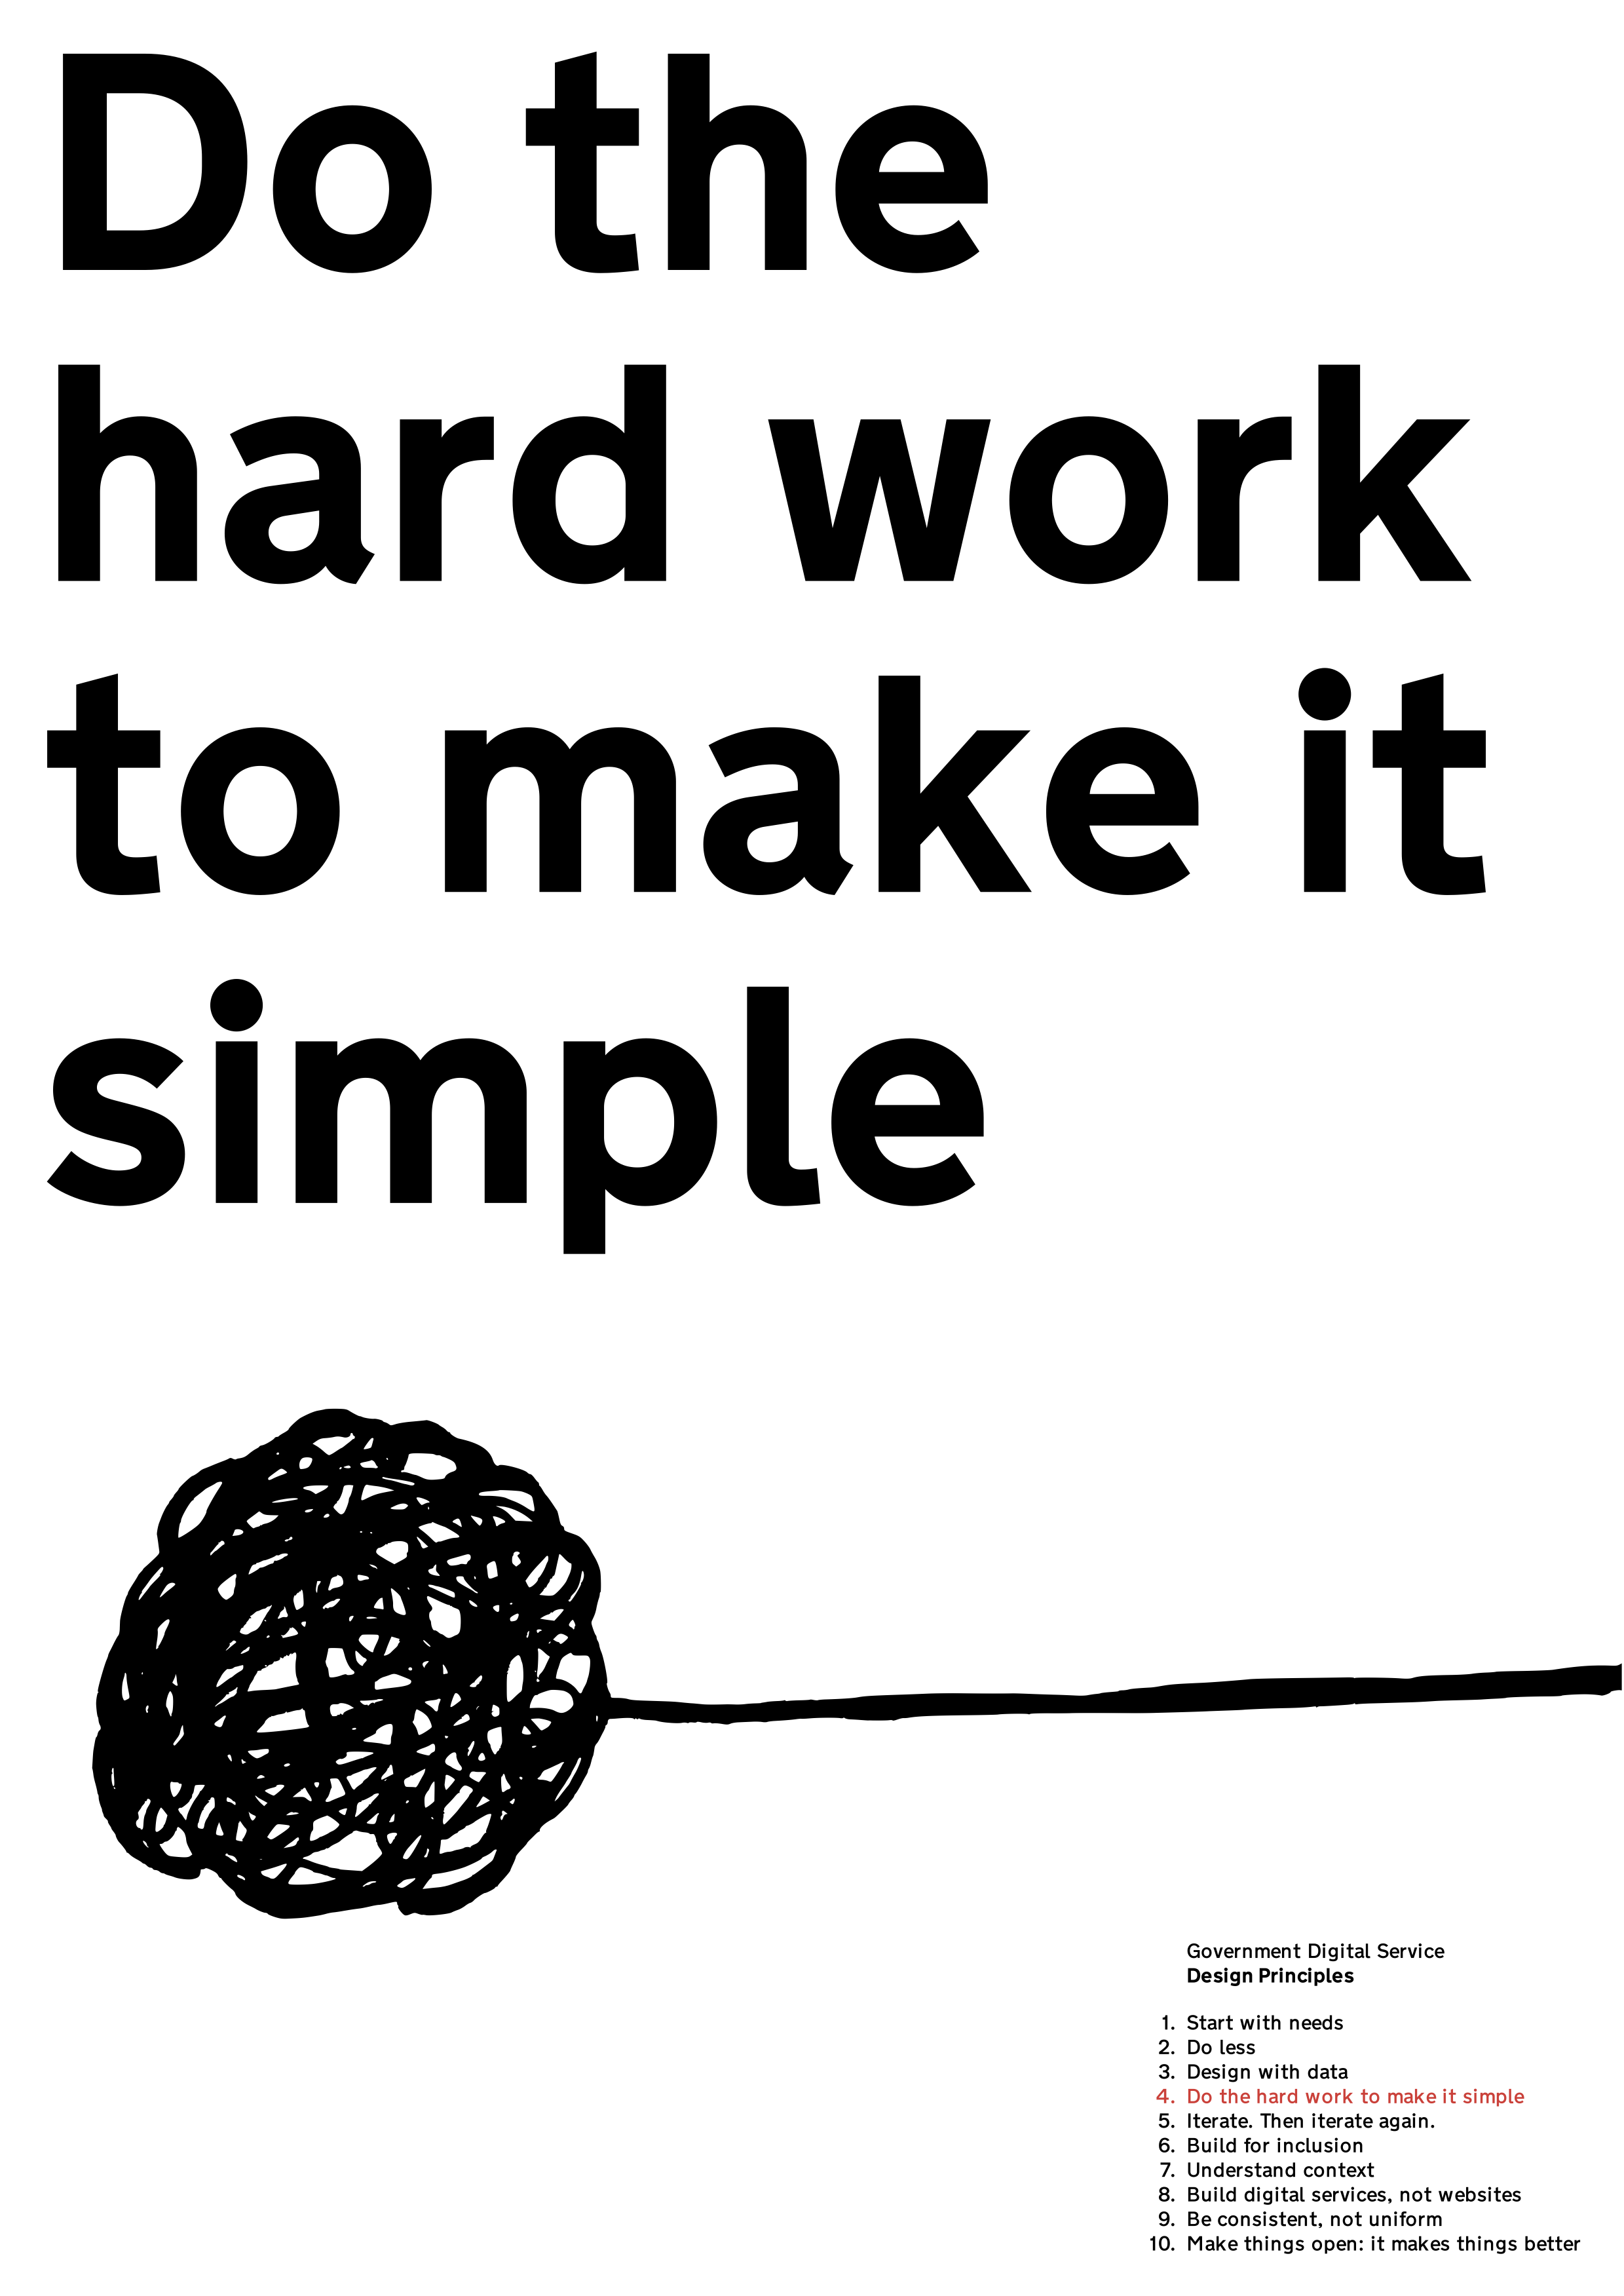 Do the
hard work
to make it
simple
Government Digital Service
Design Principles
1. Start with needs
2. Do less
3. Design with data
4. Do the hard work to make it simple
5. Iterate. Then iterate again.
6. Build for inclusion
7. Understand context
8. Build digital services, not websites
9. Be consistent, not uniform
10. Make things open: it makes things better